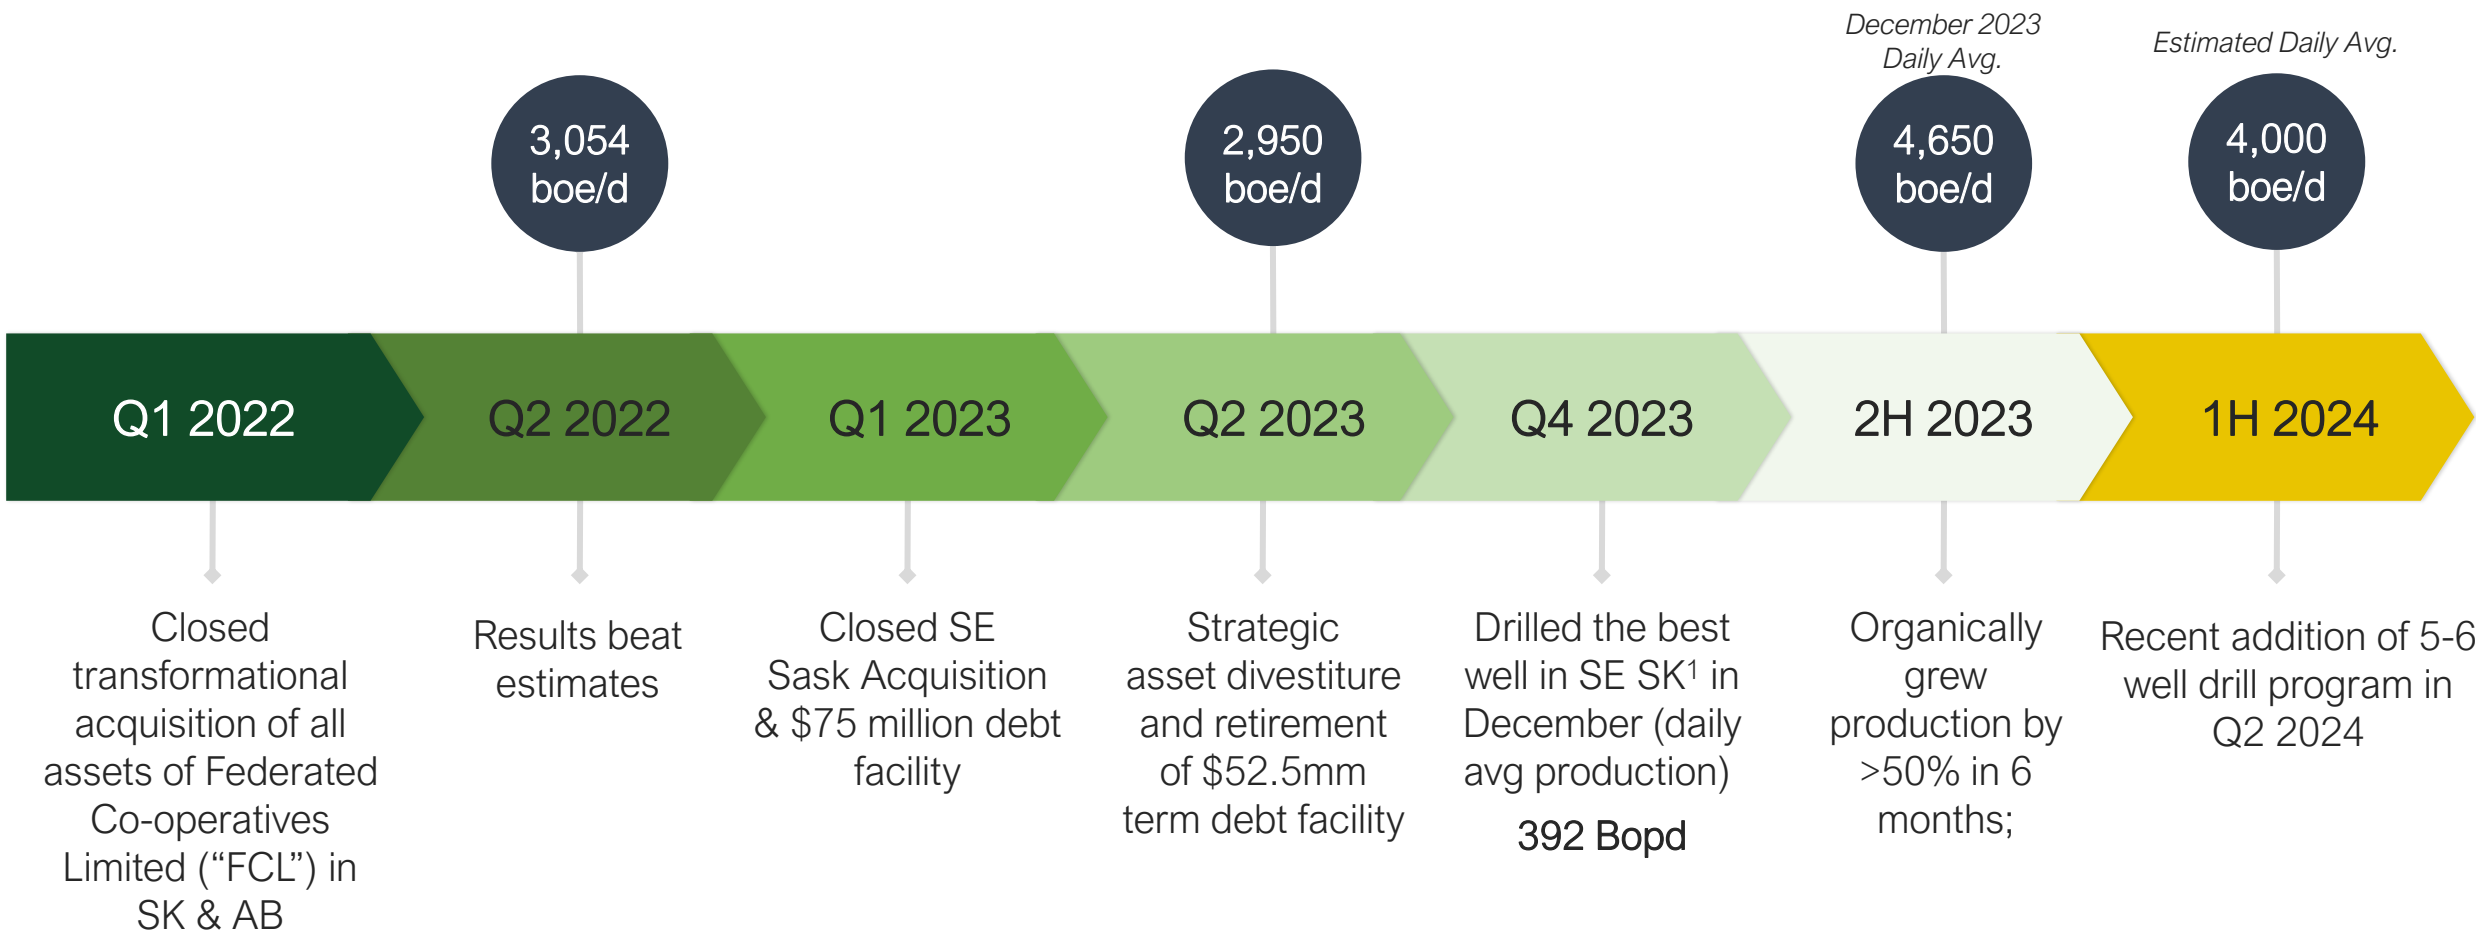 December 2023
Daily Avg.
Estimated Daily Avg.
3,054
boe/d
2,950
boe/d
4,650
boe/d
4,000
boe/d
Q1 2022
Q2 2022
Q1 2023
Q2 2023
Q4 2023
2H 2023
1H 2024
Closed
transformational
acquisition of all
assets of Federated
Co-operatives
Limited (“FCL”) in
SK & AB
Results beat
estimates
Closed SE
Sask Acquisition
& $75 million debt
facility
Strategic
asset divestiture
and retirement
of $52.5mm
term debt facility
Drilled the best
well in SE SK¹ in
December (daily
avg production)
392 Bopd
Organically
grew
production by
>50% in 6
months;
Recent addition of 5-6
well drill program in
Q2 2024